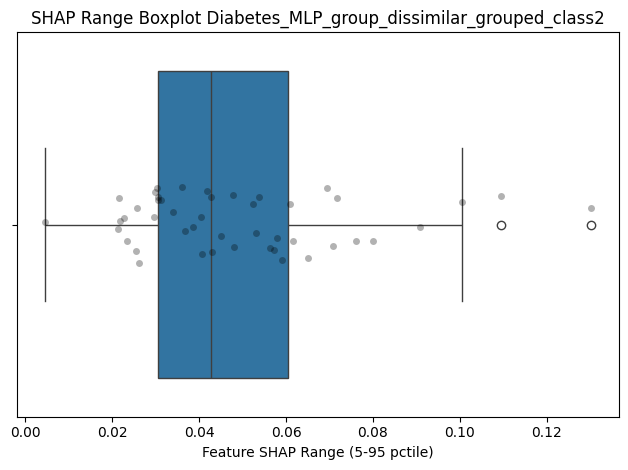 SHAP Range Boxplot Diabetes_MLP_group_dissimilar_grouped_class2
0.00 0.02 0.04 0.06 0.08 0.10 0.12
Feature SHAP Range (5-95 pctile)